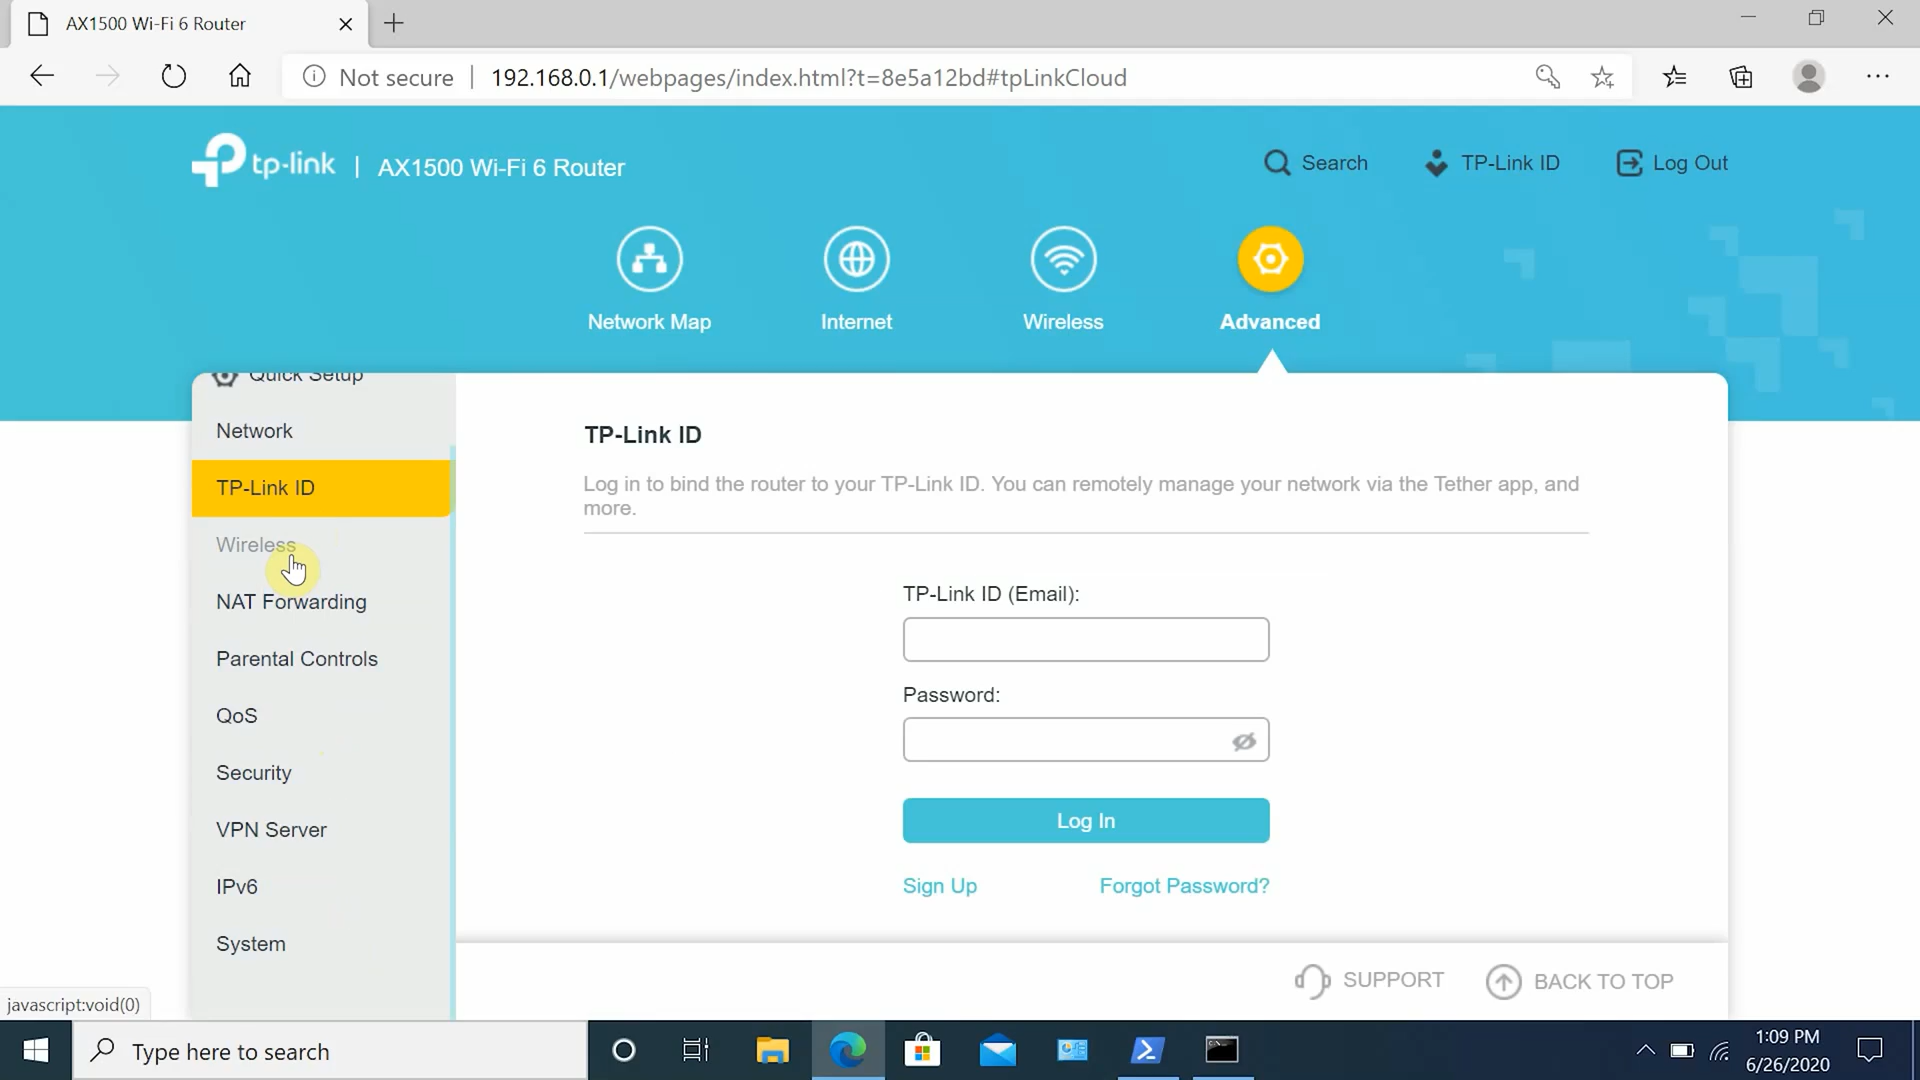 AX1500 Wi-Fi 6 Router
Not secure
192.168.0.1/webpages/index.html?t=8e5a12bd#tpLinkCloud
tp-link | AX1500 Wi-Fi 6 Router
Search
TP-Link ID
Log Out
Network Map
Internet
Wireless
Advanced
Quick Setup
Network
TP-Link ID
Wireless
NAT Forwarding
Parental Controls
QoS
Security
VPN Server
IPv6
System
TP-Link ID
Log in to bind the router to your TP-Link ID. You can remotely manage your network via the Tether app, and
more.
TP-Link ID (Email):
Password:
Log In
Sign Up
Forgot Password?
SUPPORT
BACK TO TOP
javascript:void(0)
Type here to search
1:09 PM
6/26/2020